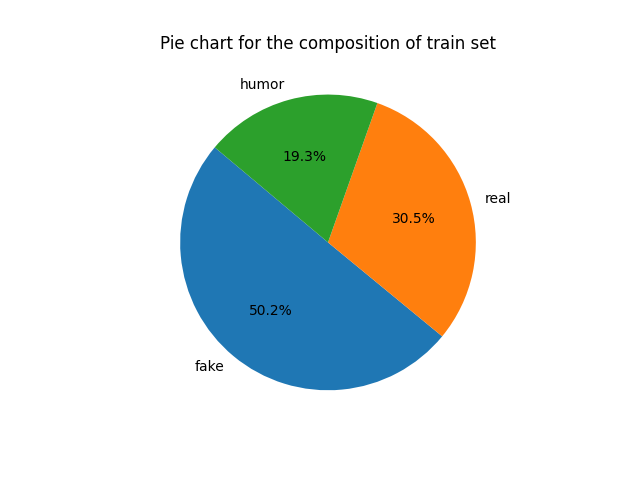 Pie chart for the composition of train set
humor
19.3%
real
30.5%
50.2%
fake